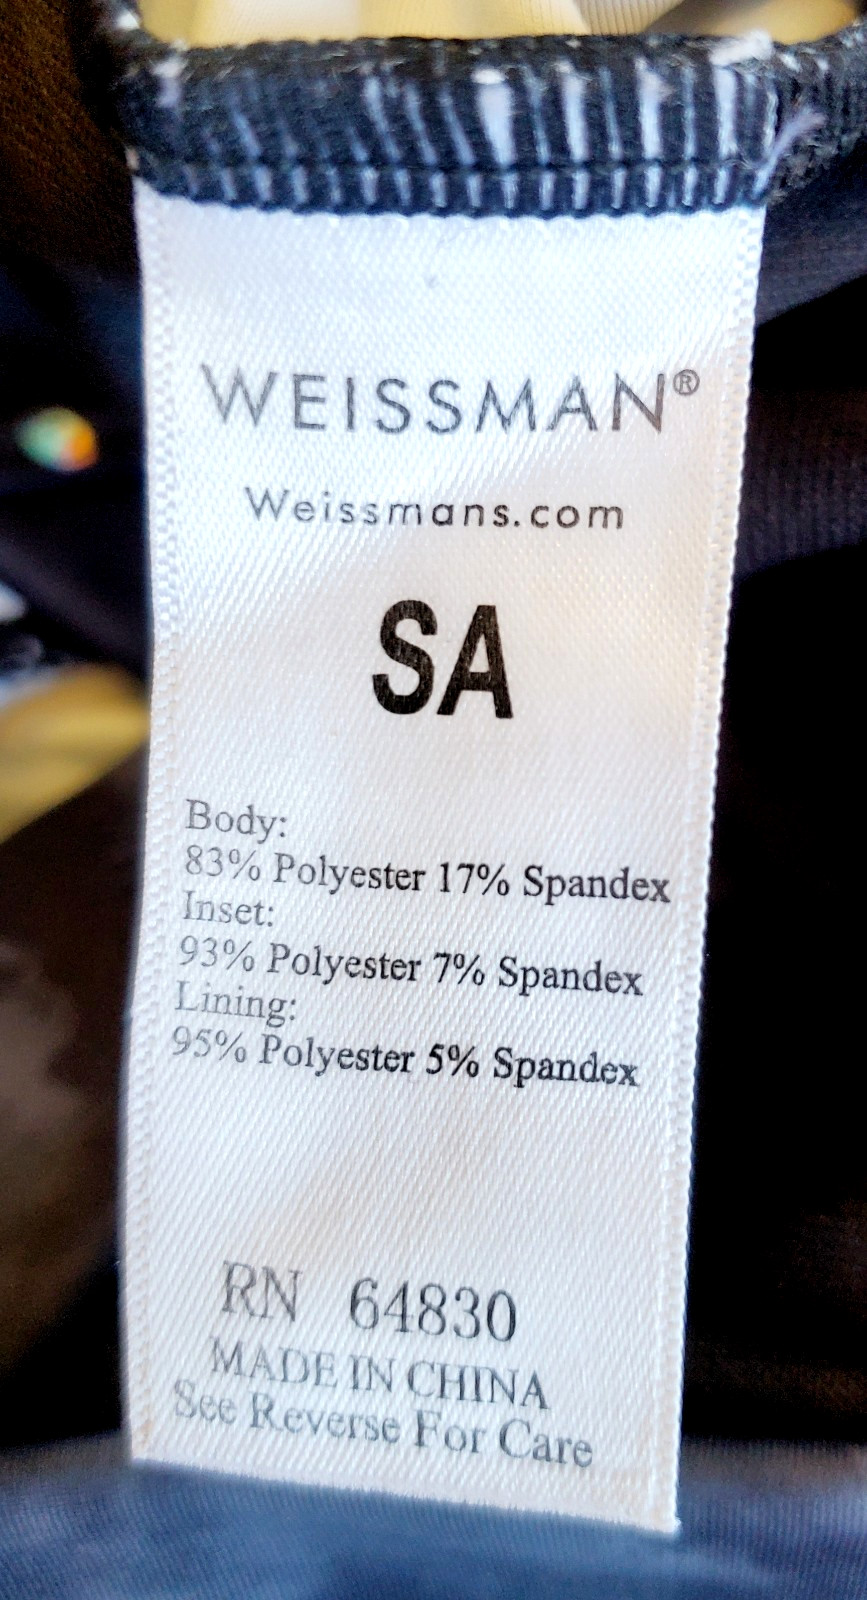 WEISSMAN®
Weissmans.com
SA
Body:
83% Polyester 17% Spandex
Inset:
93% Polyester 7% Spandex
Lining:
95% Polyester 5% Spandex
RN 64830
MADE IN CHINA
See Reverse For Care